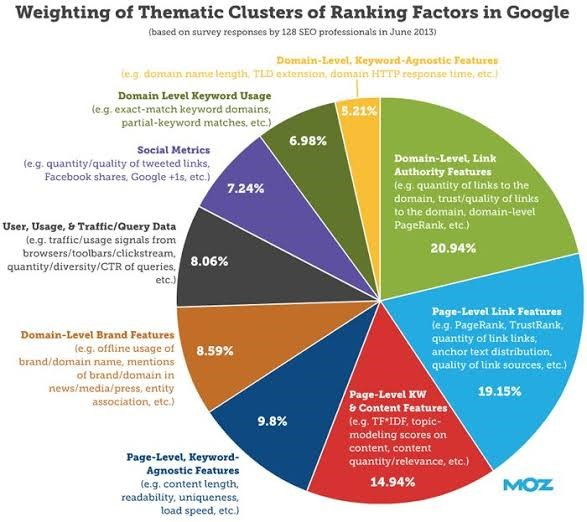 Weighting of Thematic Clusters of Ranking Factors in Google
(based on survey responses by 128 SEO professionals in June 2013)
Domain-Level, Keyword-Agnostic Features
(e.g. domain name length, TLD extension, domain HTTP response time, etc.)
5.21%
Domain Level Keyword Usage
(e.g. exact-match keyword domains,
partial-keyword matches, etc.)
6.98%
Social Metrics
(e.g. quantity/quality of tweeted links,
Facebook shares, Google +1s, etc.)
7.24%
User, Usage, & Traffic/Query Data
(e.g. traffic/usage signals from
browsers/toolbars/clickstream,
quantity/diversity/CTR of queries,
etc.)
8.06%
Domain-Level Brand Features
(e.g. offline usage of
brand/domain name, mentions
of brand/domain in
news/media/press, entity
association, etc.)
8.59%
Page-Level, Keyword-
Agnostic Features
(e.g. content length,
readability, uniqueness,
load speed, etc.)
9.8%
Page-Level KW
& Content Features
(e.g. TF*IDF, topic-
modeling scores on
content, content
quantity/relevance, etc.)
14.94%
Page-Level Link Features
(e.g. PageRank, TrustRank,
quantity of link links,
anchor text distribution,
quality of link sources, etc.)
19.15%
Domain-Level, Link
Authority Features
(e.g. quantity of links to the
domain, trust/quality of links
to the domain, domain-level
PageRank, etc.)
20.94%
MOZ